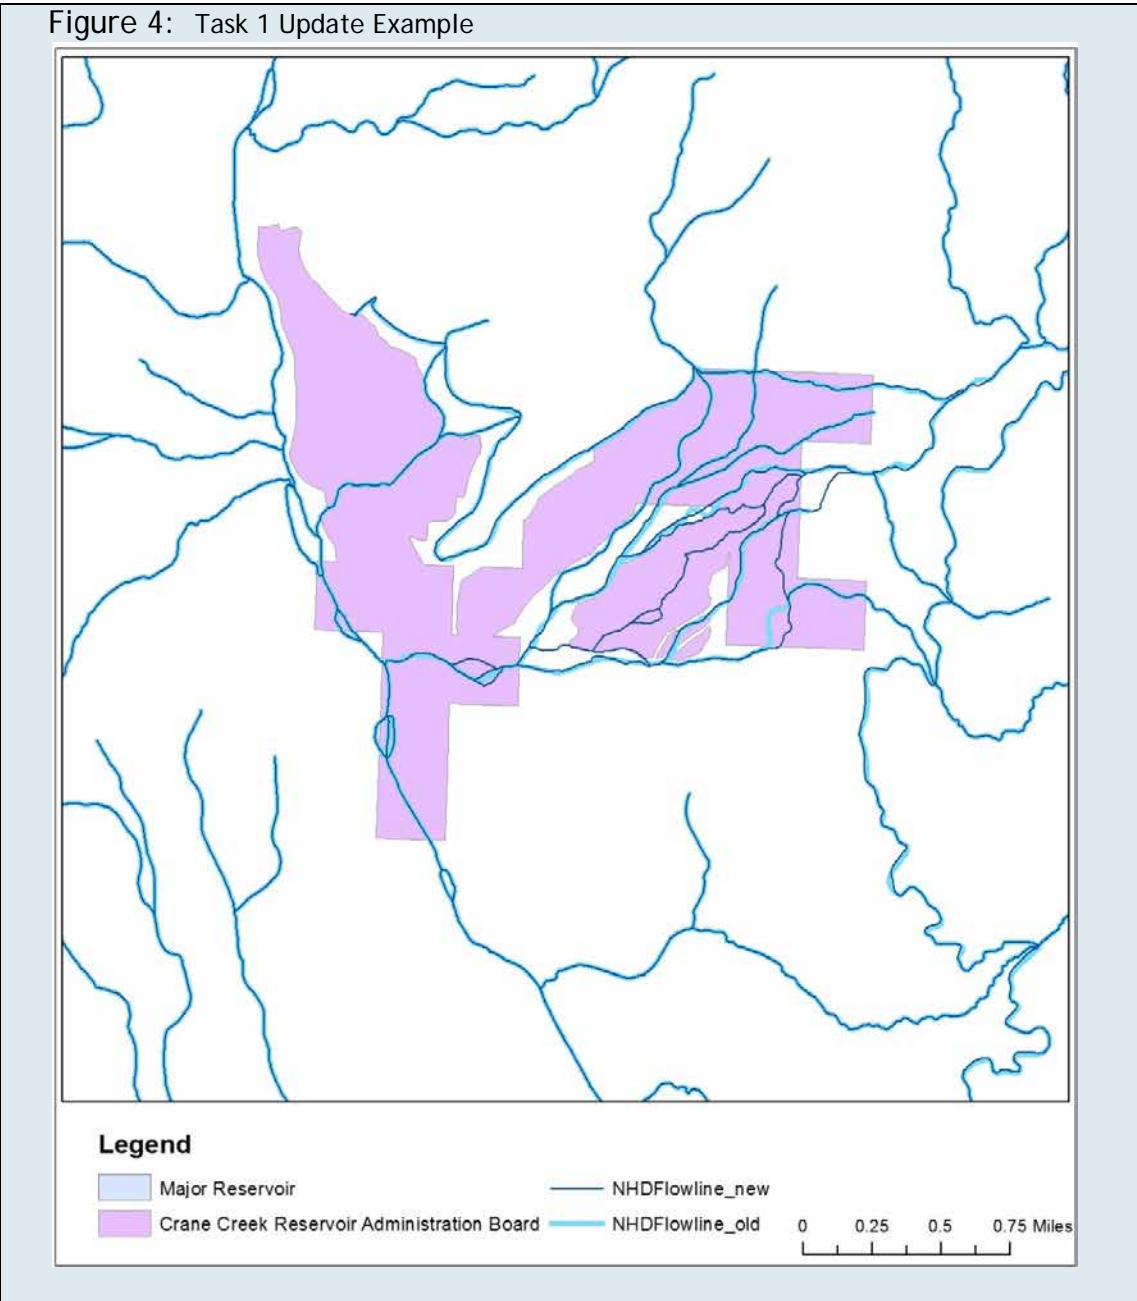 Figure 4: Task 1 Update Example
Legend
Major Reservoir
Crane Creek Reservoir Administration Board
NHDFlowline_new
NHDFlowline_old
0 0.25 0.5 0.75 Miles